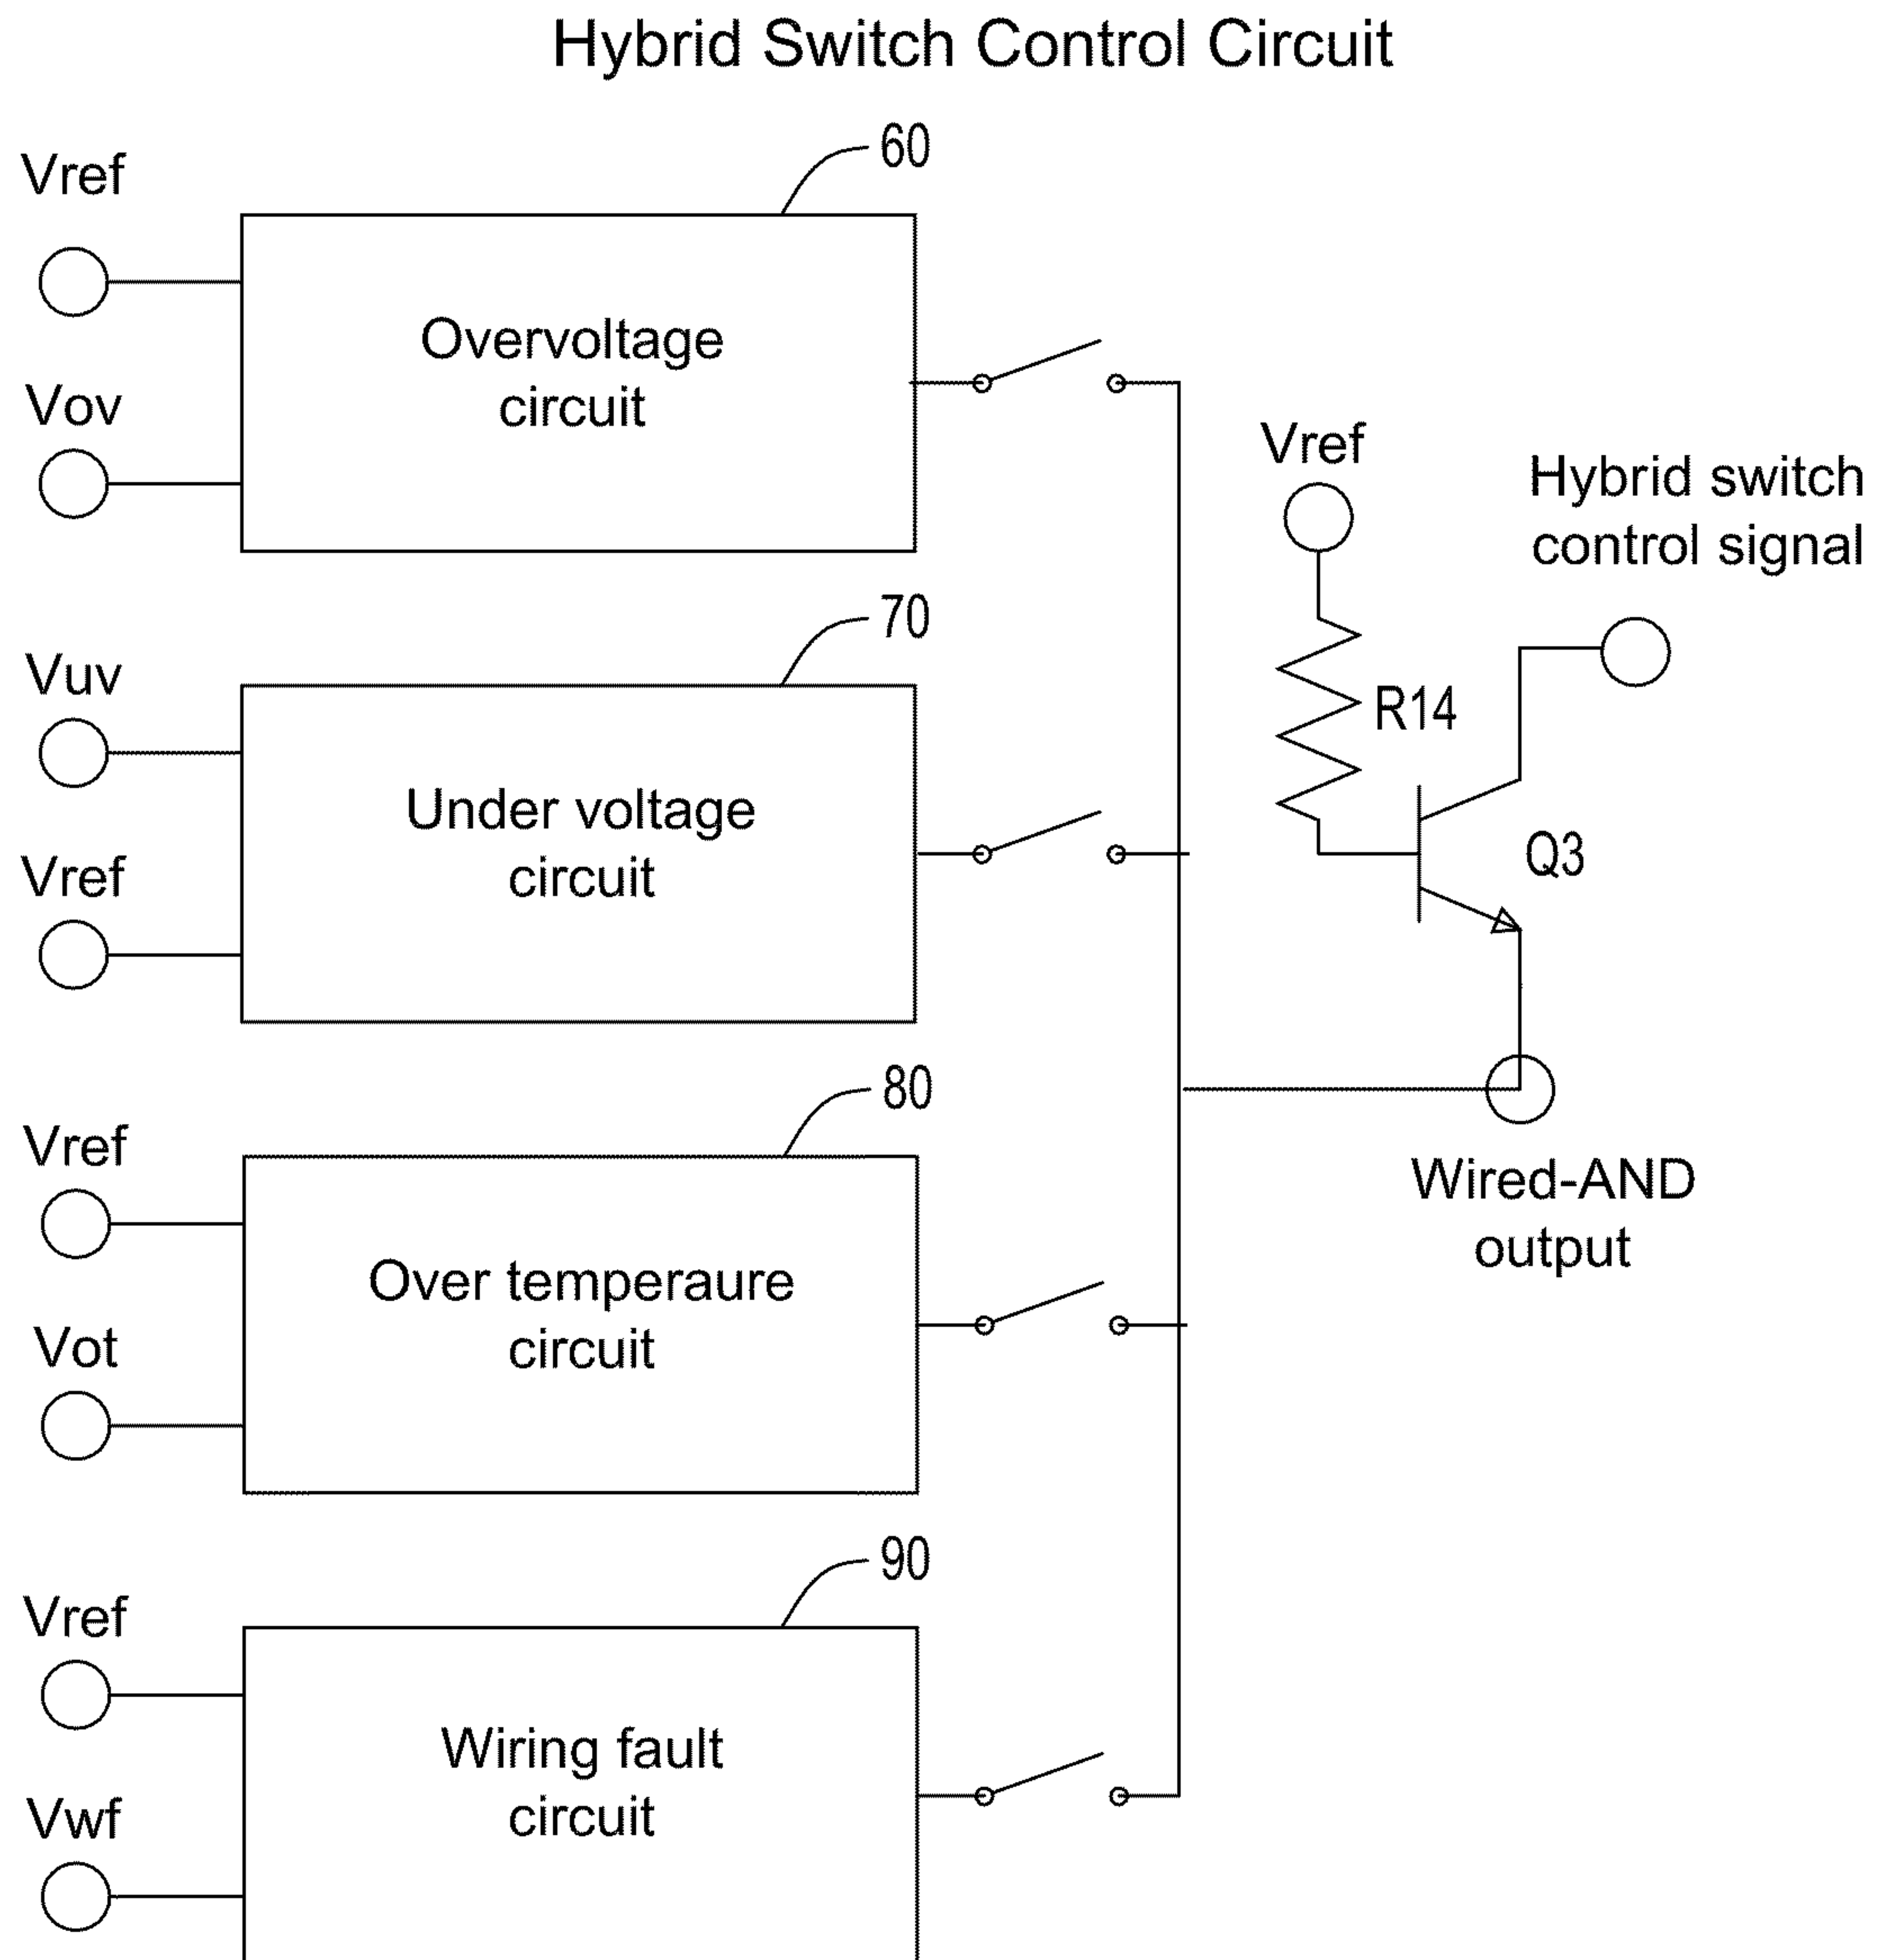 Hybrid Switch Control Circuit
60
Vref
Overvoltage
circuit
Vov
Vref
Hybrid switch
control signal
70
Vuv
R14
Under voltage
circuit
Vref
Q3
80
Vref
Wired-AND
output
Over temperaure
circuit
Vot
90
Vref
Wiring fault
circuit
Vwf